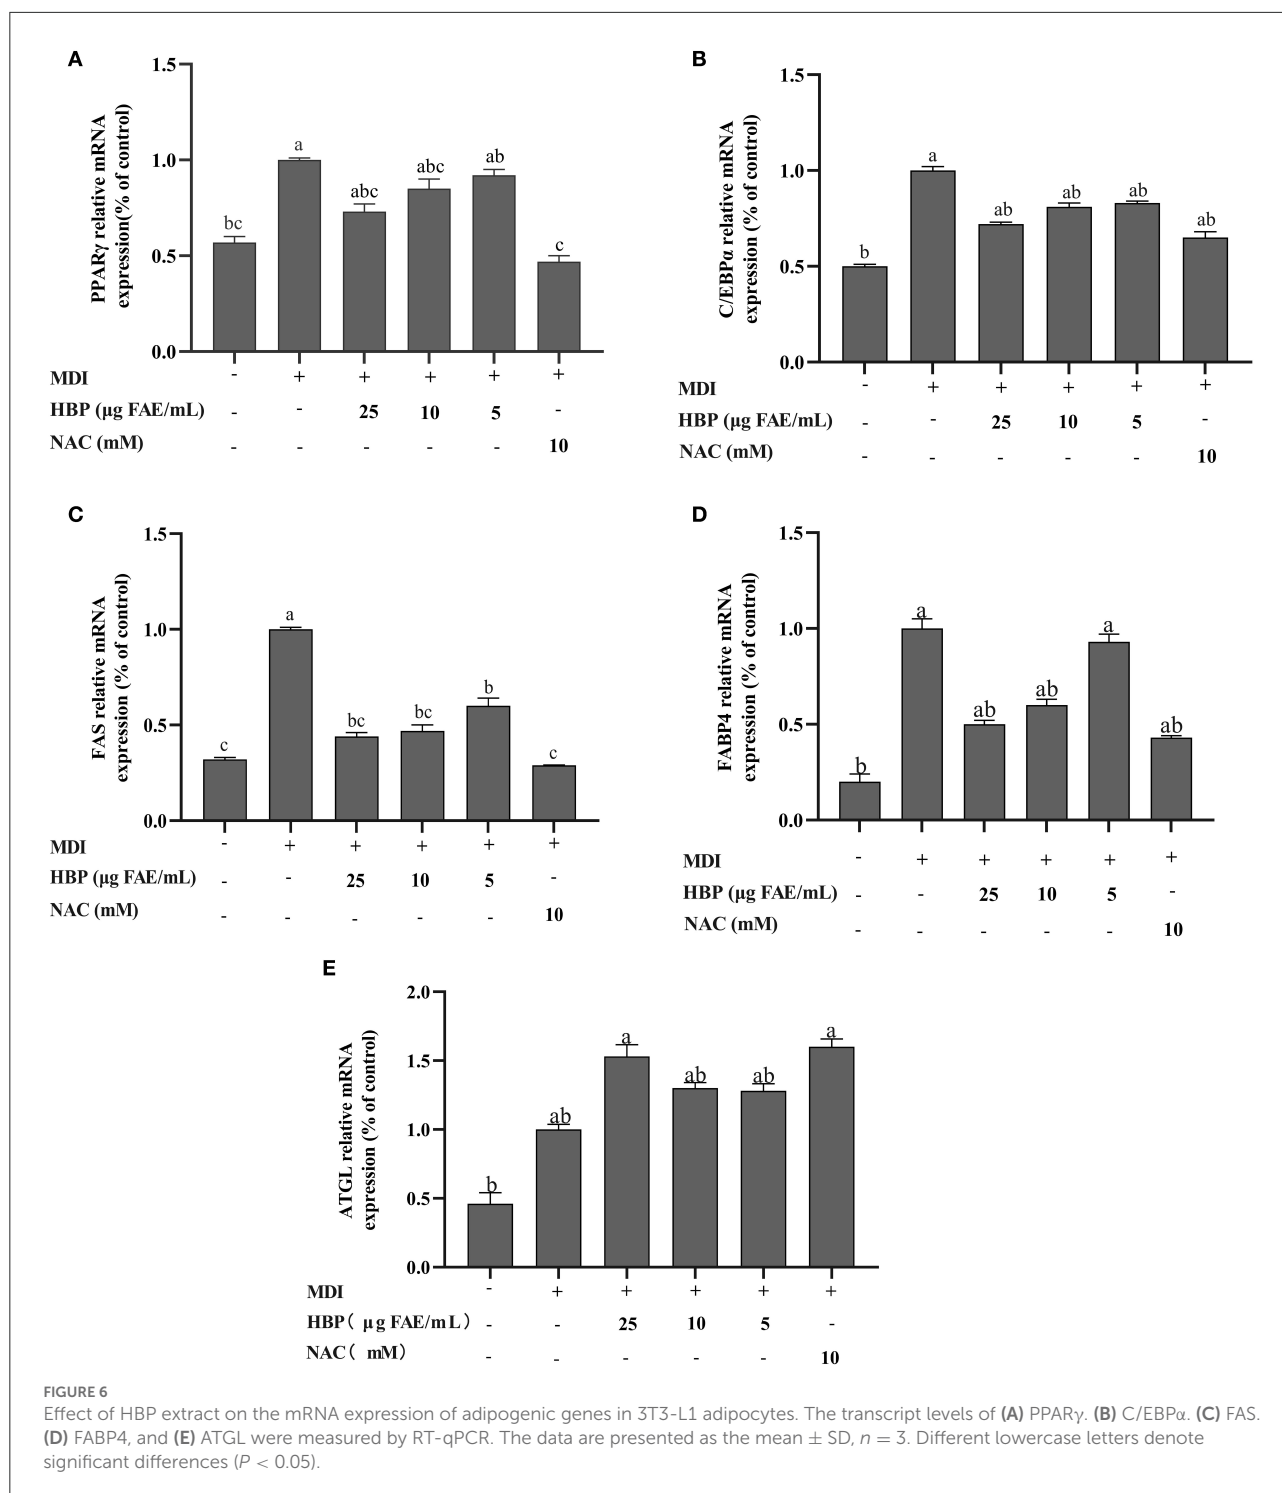 A
PPARγ relative mRNA
expression(% of control)
1.5
1.0
0.5
0.0
bc
a
abc
abc
ab
c
MDI - + + + + +
HBP (µg FAE/mL) - - 25 10 5 -
NAC (mM) - - - - - 10
B
C/EBPα relative mRNA
expression (% of control)
1.5
1.0
0.5
0.0
b
a
ab
ab
ab
ab
MDI - + + + + +
HBP (µg FAE/mL) - - 25 10 5 -
NAC (mM) - - - - - 10
C
FAS relative mRNA
expression (% of control)
1.5
1.0
0.5
0.0
c
a
bc
bc
b
c
MDI - + + + + +
HBP (µg FAE/mL) - - 25 10 5 -
NAC (mM) - - - - - 10
D
FABP4 relative mRNA
expression (% of control)
1.5
1.0
0.5
0.0
b
a
ab
ab
a
ab
MDI - + + + + +
HBP (µg FAE/mL) - - 25 10 5 -
NAC (mM) - - - - - 10
E
ATGL relative mRNA
expression (% of control)
2.0
1.5
1.0
0.5
0.0
b
ab
a
ab
ab
a
MDI - + + + + +
HBP（ µg FAE/mL） - - 25 10 5 -
NAC（ mM） - - - - - 10
FIGURE 6
Effect of HBP extract on the mRNA expression of adipogenic genes in 3T3-L1 adipocytes. The transcript levels of (A) PPARγ. (B) C/EBPα. (C) FAS.
(D) FABP4, and (E) ATGL were measured by RT-qPCR. The data are presented as the mean ± SD, n = 3. Different lowercase letters denote
significant differences (P < 0.05).